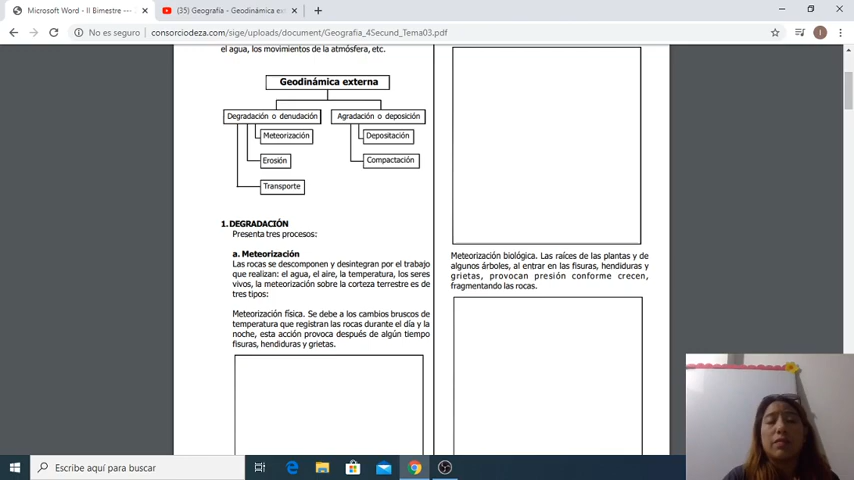 Microsoft Word - II Bimestre ---
(35) Geografía - Geodinámica ex
No es seguro
consorciodeza.com/sige/uploads/document/Geografia_4Secund_Tema03.pdf
el agua, los movimientos de la atmósfera, etc.
Geodinámica externa
Degradación o denudación
Agradación o deposición
Meteorización
Depositación
Erosión
Compactación
Transporte
1. DEGRADACIÓN
Presenta tres procesos:
a. Meteorización
Las rocas se descomponen y desintegran por el trabajo
que realizan: el agua, el aire, la temperatura, los seres
vivos, la meteorización sobre la corteza terrestre es de
tres tipos:
Meteorización física. Se debe a los cambios bruscos de
temperatura que registran las rocas durante el día y la
noche, esta acción provoca después de algún tiempo
fisuras, hendiduras y grietas.
Meteorización biológica. Las raíces de las plantas y de
algunos árboles, al entrar en las fisuras, hendiduras y
grietas, provocan presión conforme crecen,
fragmentando las rocas.
Escribe aquí para buscar